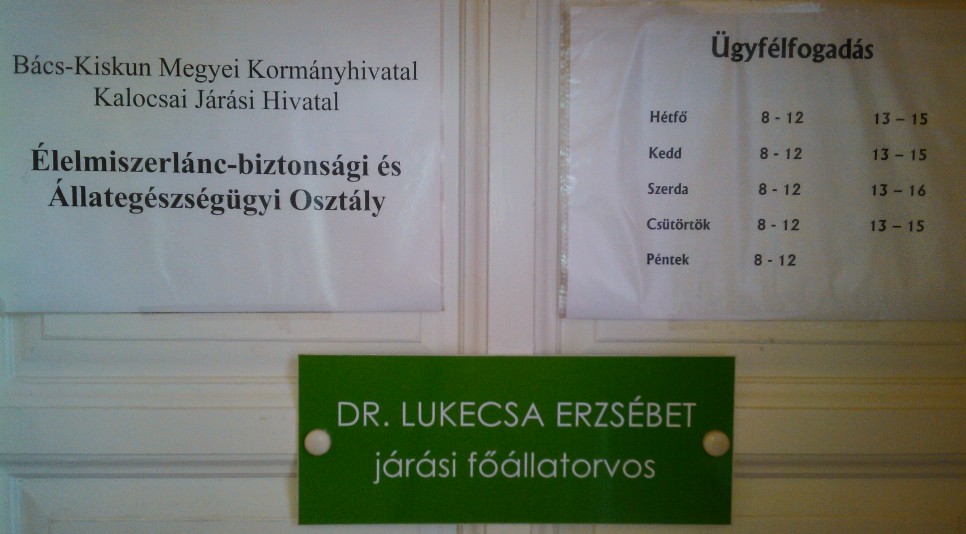 Bács-Kiskun Megyei Kormányhivatal
Kalocsai Járási Hivatal
Élelmiszerlánc-biztonsági és
Állategészségügyi Osztály
Ügyfélfogadás
Hétfő 8 - 12 13 – 15
Kedd 8 - 12 13 – 15
Szerda 8 - 12 13 – 16
Csütörtök 8 - 12 13 – 15
Péntek 8 - 12
DR. LUKECSA ERZSÉBET
járási főállatorvos